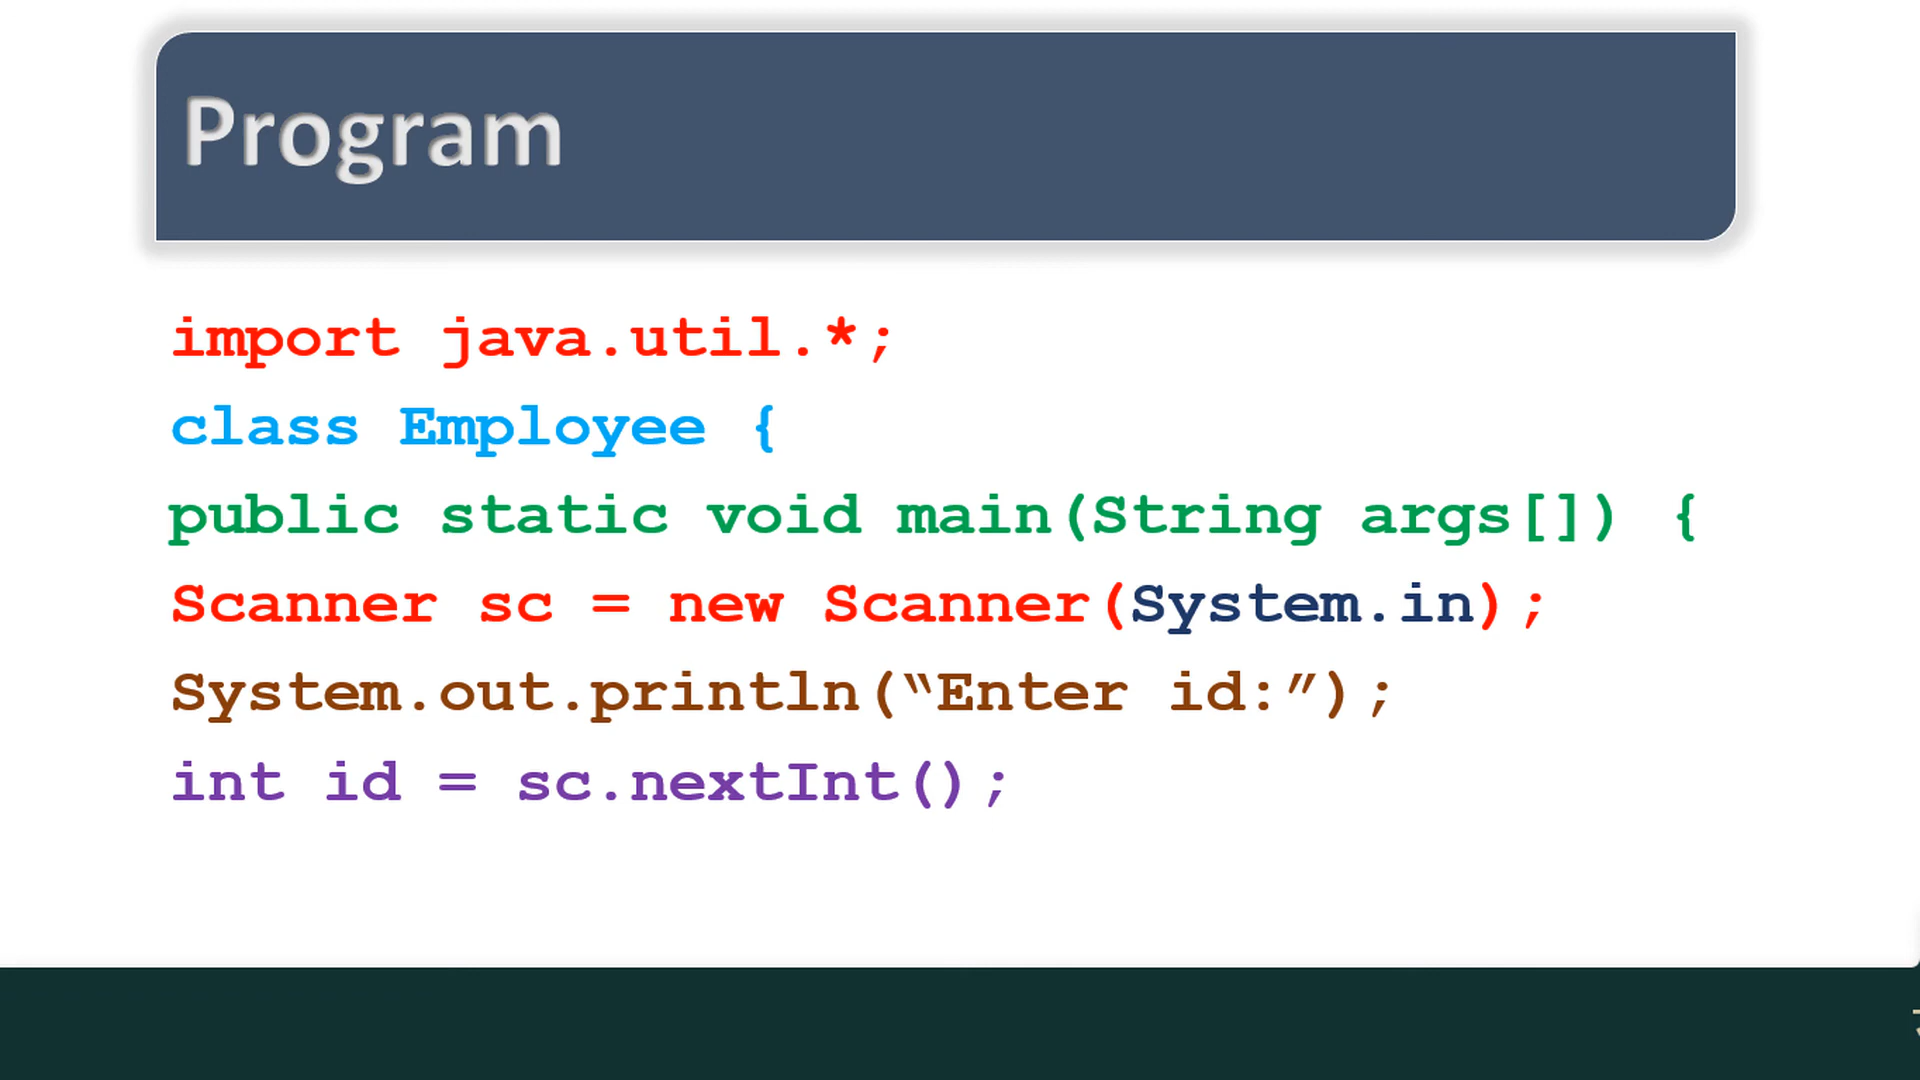 Program
import java.util.*;
class Employee {
public static void main(String args[]) {
Scanner sc = new Scanner(System.in);
System.out.println(“Enter id:”);
int id = sc.nextInt();